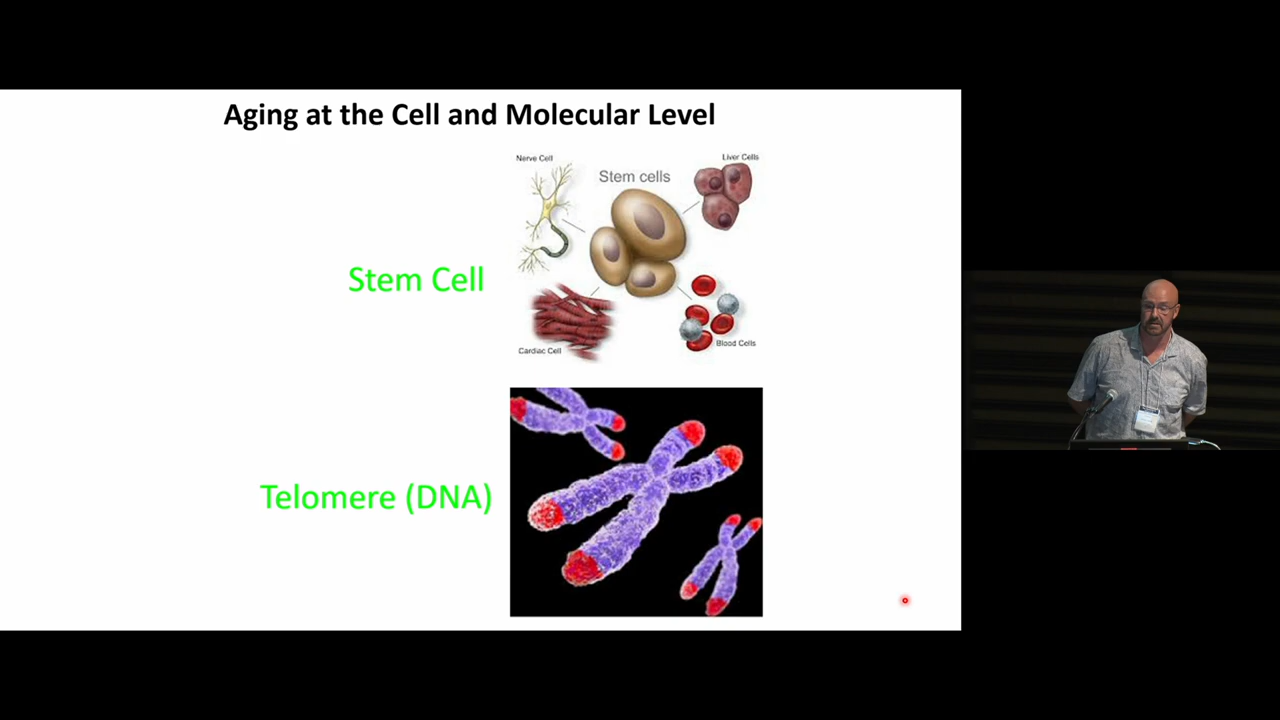 Aging at the Cell and Molecular Level
Nerve Cell
Liver Cells
Stem cells
Stem Cell
Cardiac Cell
Blood Cells
Telomere (DNA)